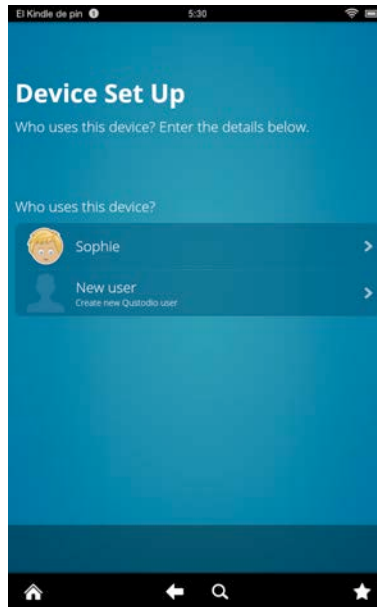 El Kindle de pin 1 5:30
Device Set Up
Who uses this device? Enter the details below.
Who uses this device?
Sophie
New user
Create new Qustodio user